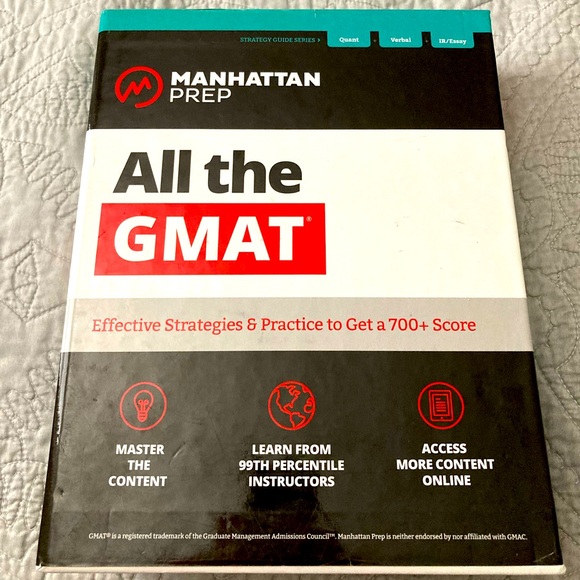 STRATEGY GUIDE SERIES > Quant • Verbal • IR/Essay
MANHATTAN
PREP
All the
GMAT®
Effective Strategies & Practice to Get a 700+ Score
MASTER
THE
CONTENT
LEARN FROM
99TH PERCENTILE
INSTRUCTORS
ACCESS
MORE CONTENT
ONLINE
GMAT® is a registered trademark of the Graduate Management Admissions Council™. Manhattan Prep is neither endorsed by nor affiliated with GMAC.